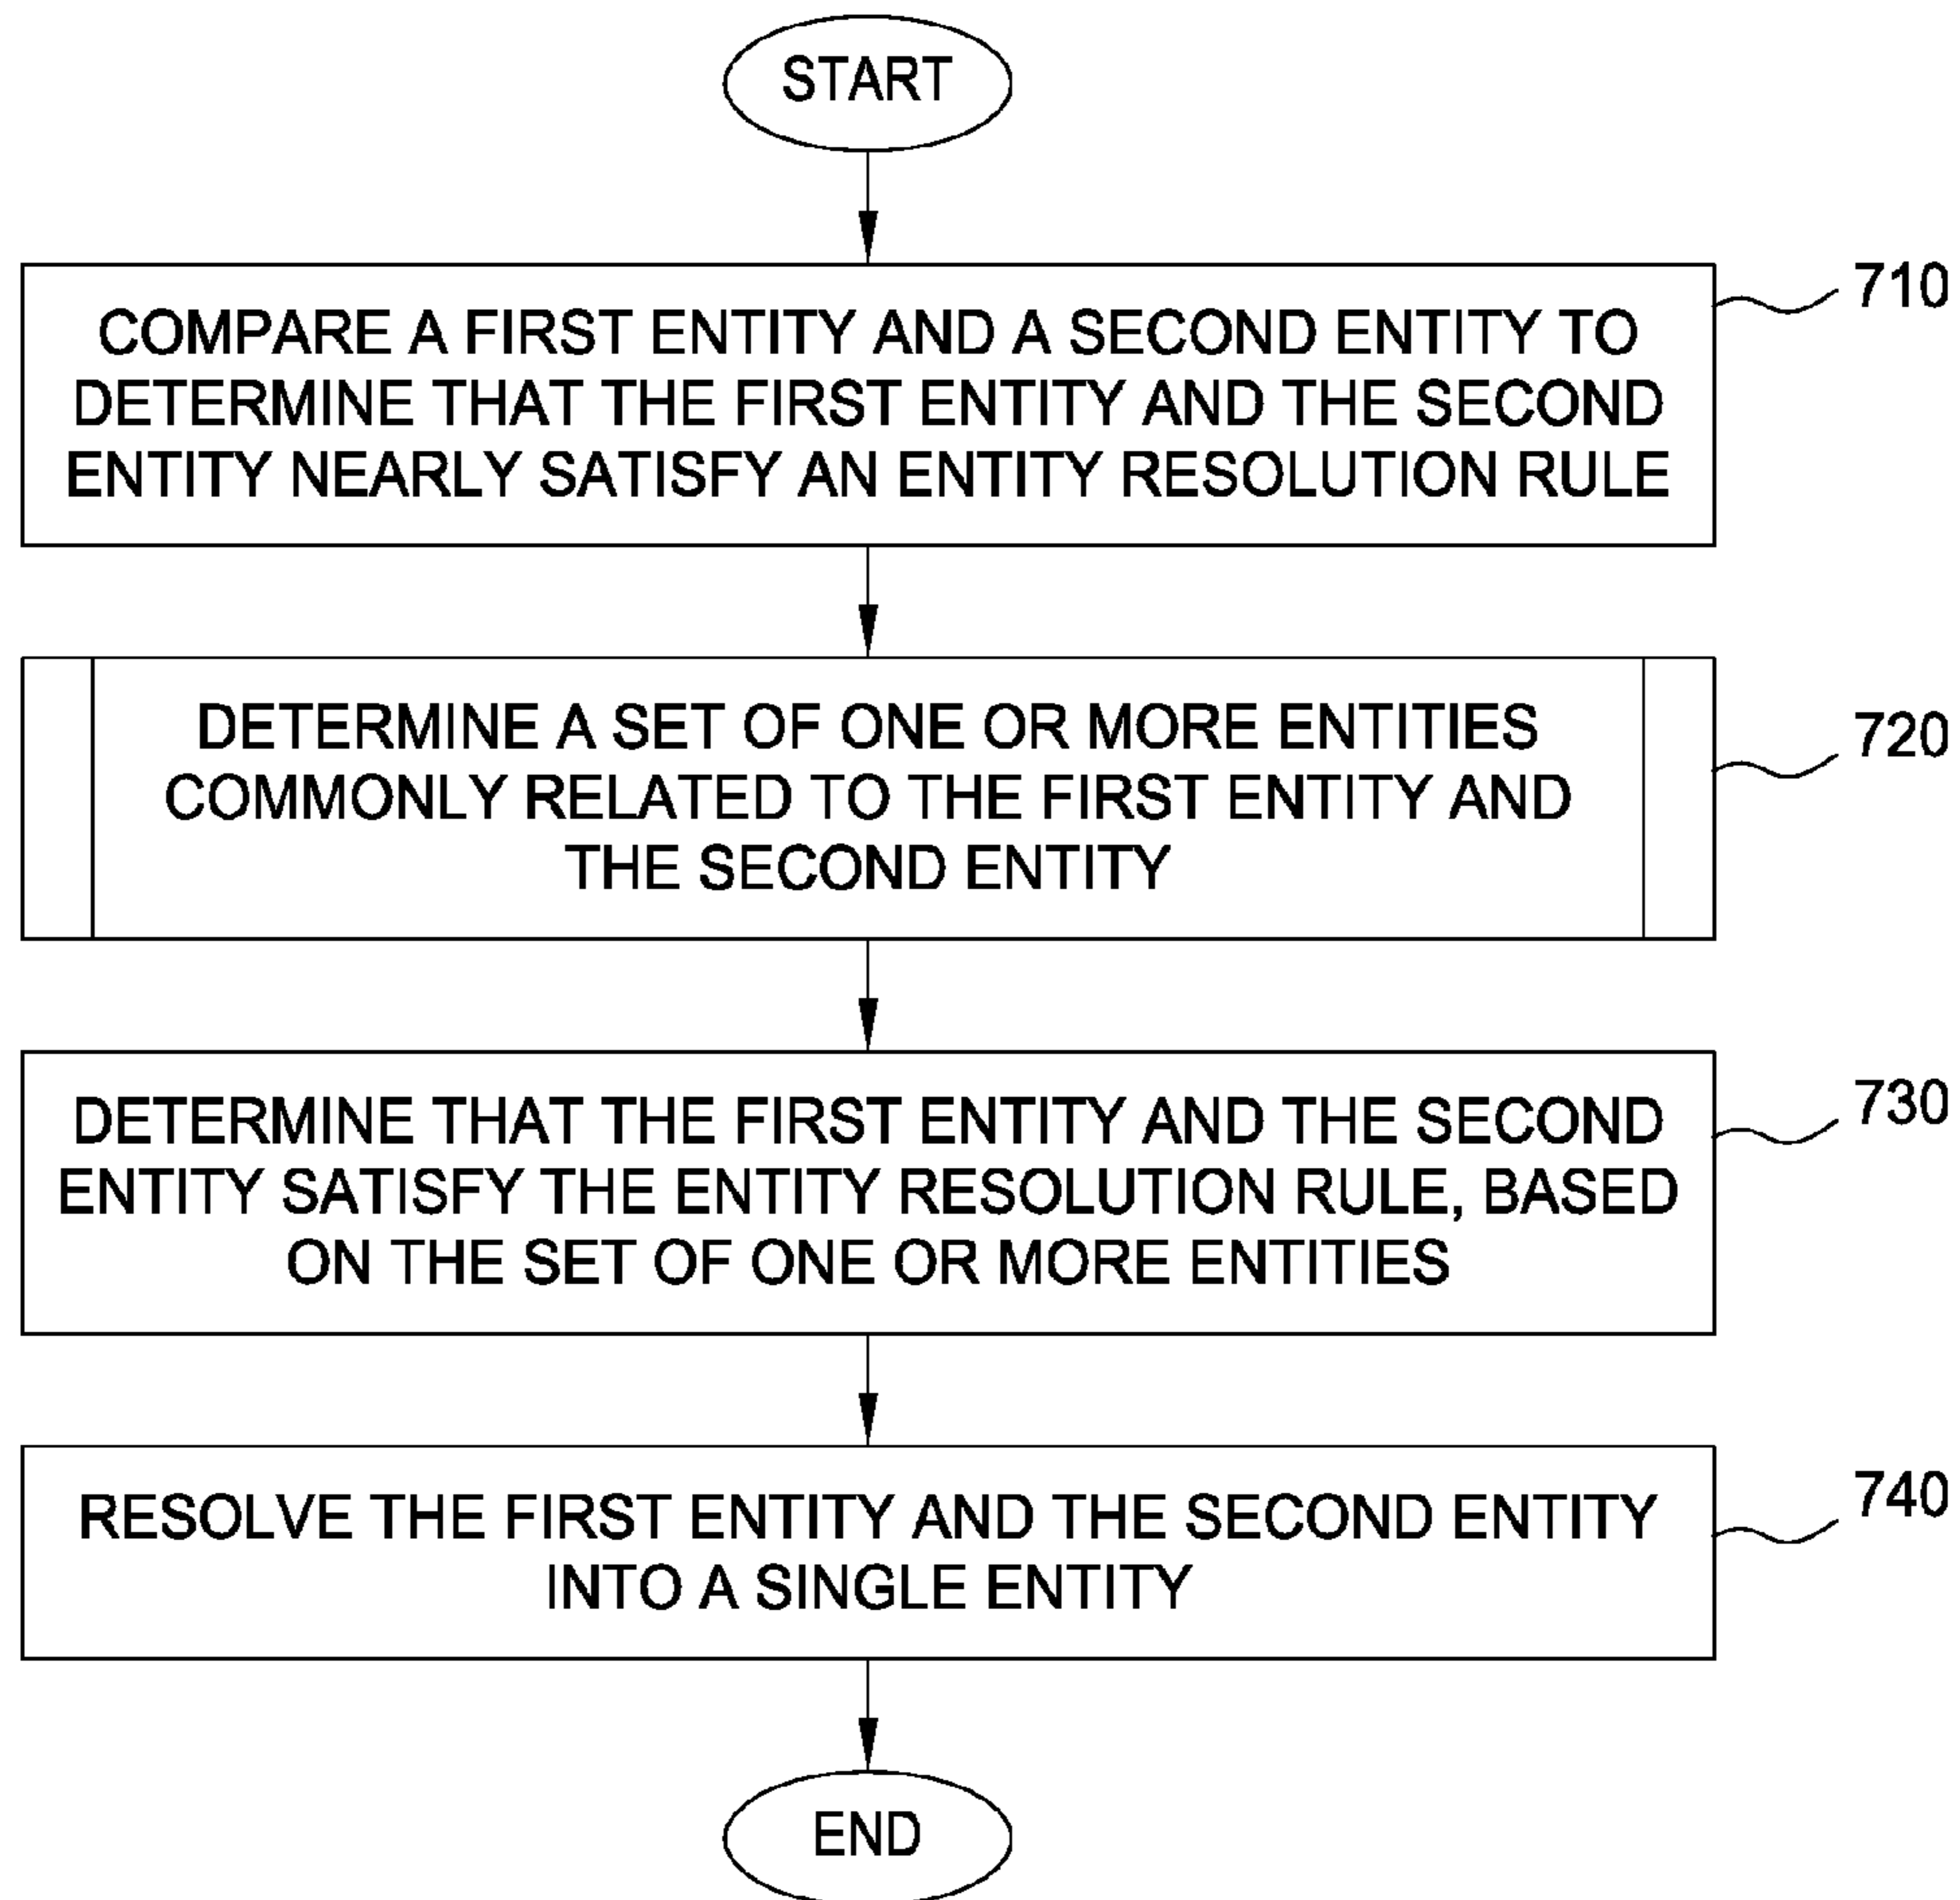 START
710
COMPARE A FIRST ENTITY AND A SECOND ENTITY TO
DETERMINE THAT THE FIRST ENTITY AND THE SECOND
ENTITY NEARLY SATISFY AN ENTITY RESOLUTION RULE
720
DETERMINE A SET OF ONE OR MORE ENTITIES
COMMONLY RELATED TO THE FIRST ENTITY AND
THE SECOND ENTITY
730
DETERMINE THAT THE FIRST ENTITY AND THE SECOND
ENTITY SATISFY THE ENTITY RESOLUTION RULE, BASED
ON THE SET OF ONE OR MORE ENTITIES
740
RESOLVE THE FIRST ENTITY AND THE SECOND ENTITY
INTO A SINGLE ENTITY
END